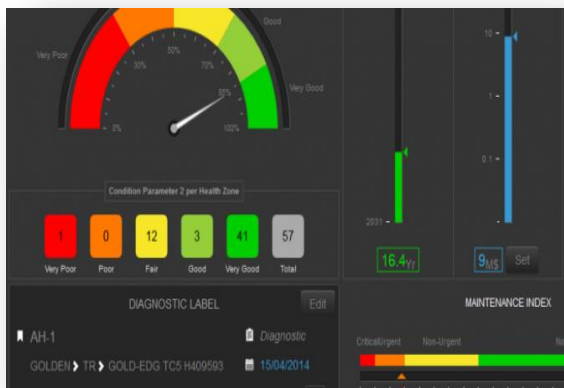 Good
Very Poor
50%
30%
70%
Very Good
85%
0%
100%
10
1
0.1
Condition Parameter 2 per Health Zone
2031
1 0 12 3 41 57
Very Poor Poor Fair Good Very Good Total
16.4Yr 9M$ Set
DIAGNOSTIC LABEL Edit
MAINTENANCE INDEX
AH-1 Diagnostic
Critical Urgent Non-Urgent
GOLDEN TR GOLD-EDG TC5 H409593 15/04/2014